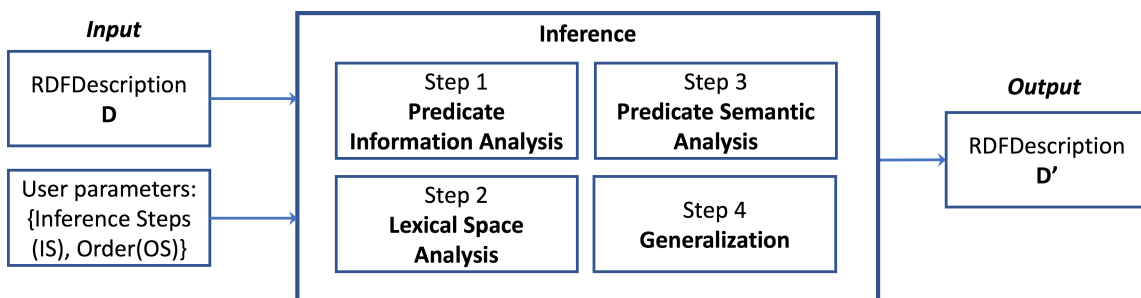 Input
RDFDescription
D
User parameters:
{Inference Steps
(IS), Order(OS)}
Inference
Step 1
Predicate
Information Analysis
Step 2
Lexical Space
Analysis
Step 3
Predicate Semantic
Analysis
Step 4
Generalization
Output
RDFDescription
D’